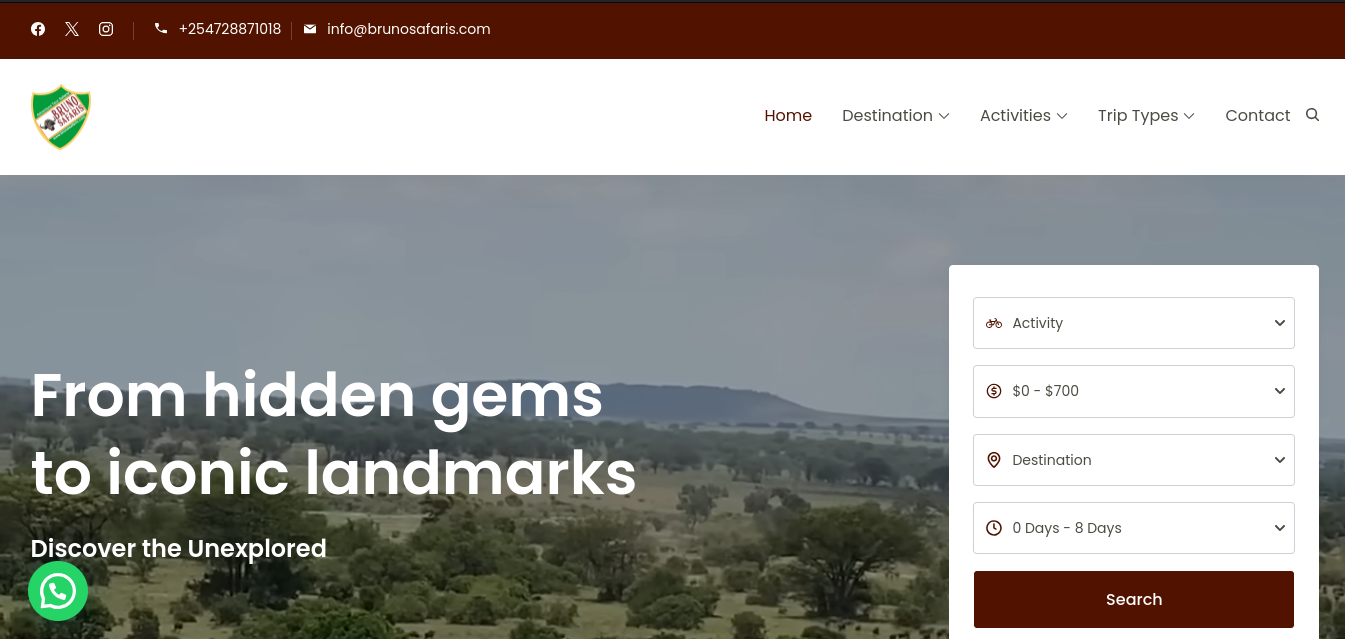 +254728871018 info@brunosafaris.com
BRUNO
SAFARIS
Home Destination Activities Trip Types Contact
From hidden gems
to iconic landmarks
Discover the Unexplored
Activity
$0 - $700
Destination
0 Days - 8 Days
Search